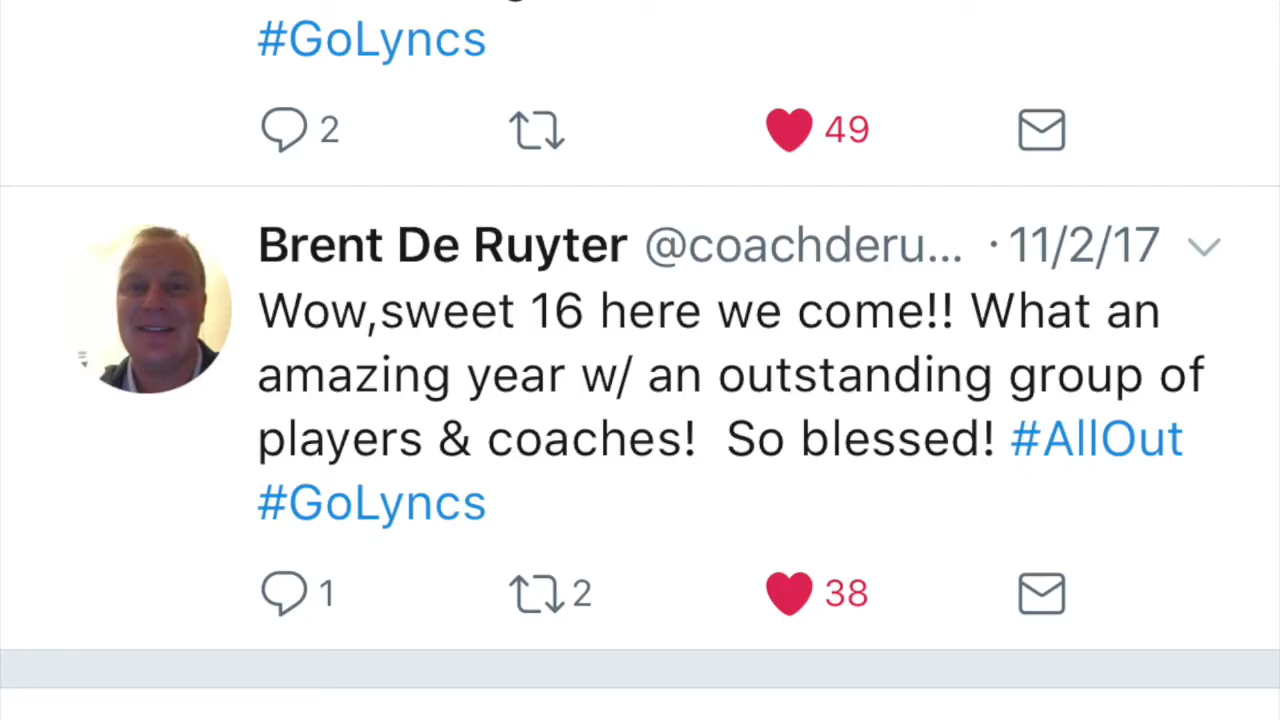 #GoLyncs
2 49
Brent De Ruyter @coachderu... · 11/2/17
Wow,sweet 16 here we come!! What an
amazing year w/ an outstanding group of
players & coaches!  So blessed! #AllOut
#GoLyncs
1 2 38